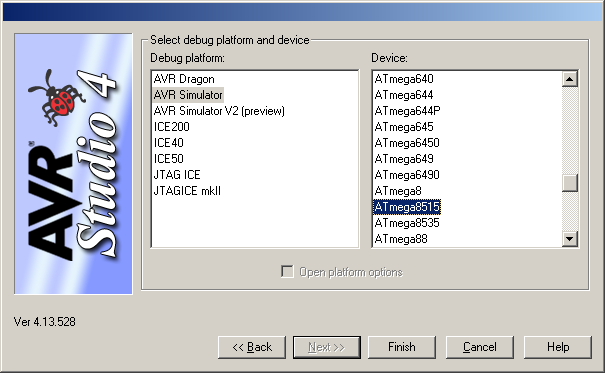 Select debug platform and device
Debug platform:
AVR Dragon
AVR Simulator
AVR Simulator V2 (preview)
ICE200
ICE40
ICE50
JTAG ICE
JTAGICE mkII
Device:
ATmega640
ATmega644
ATmega644P
ATmega645
ATmega6450
ATmega649
ATmega6490
ATmega8
ATmega8515
ATmega8535
ATmega88
Open platform options
AVR®
Studio 4
Ver 4.13.528
<< Back
Next >>
Finish
Cancel
Help